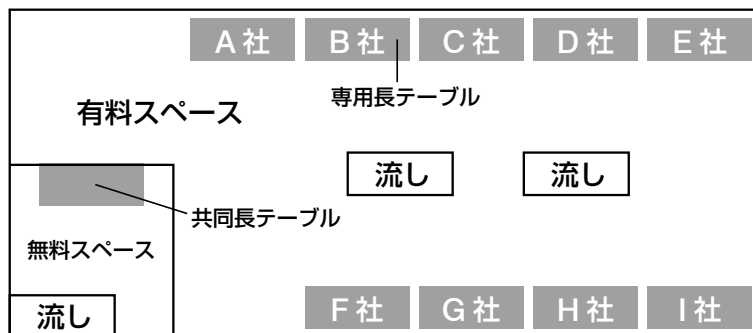 A社 B社 C社 D社 E社
専用長テーブル
有料スペース
流し 流し
共同長テーブル
無料スペース
流し
F社 G社 H社 I社